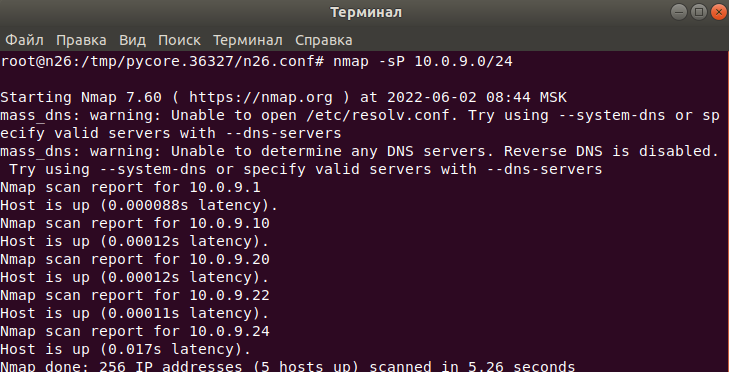 Терминал
Файл Правка Вид Поиск Терминал Справка
root@n26:/tmp/pycore.36327/n26.conf# nmap -sP 10.0.9.0/24
Starting Nmap 7.60 ( https://nmap.org ) at 2022-06-02 08:44 MSK
mass_dns: warning: Unable to open /etc/resolv.conf. Try using --system-dns or sp
ecify valid servers with --dns-servers
mass_dns: warning: Unable to determine any DNS servers. Reverse DNS is disabled.
 Try using --system-dns or specify valid servers with --dns-servers
Nmap scan report for 10.0.9.1
Host is up (0.000088s latency).
Nmap scan report for 10.0.9.10
Host is up (0.00012s latency).
Nmap scan report for 10.0.9.20
Host is up (0.00012s latency).
Nmap scan report for 10.0.9.22
Host is up (0.00011s latency).
Nmap scan report for 10.0.9.24
Host is up (0.017s latency).
Nmap done: 256 IP addresses (5 hosts up) scanned in 5.26 seconds